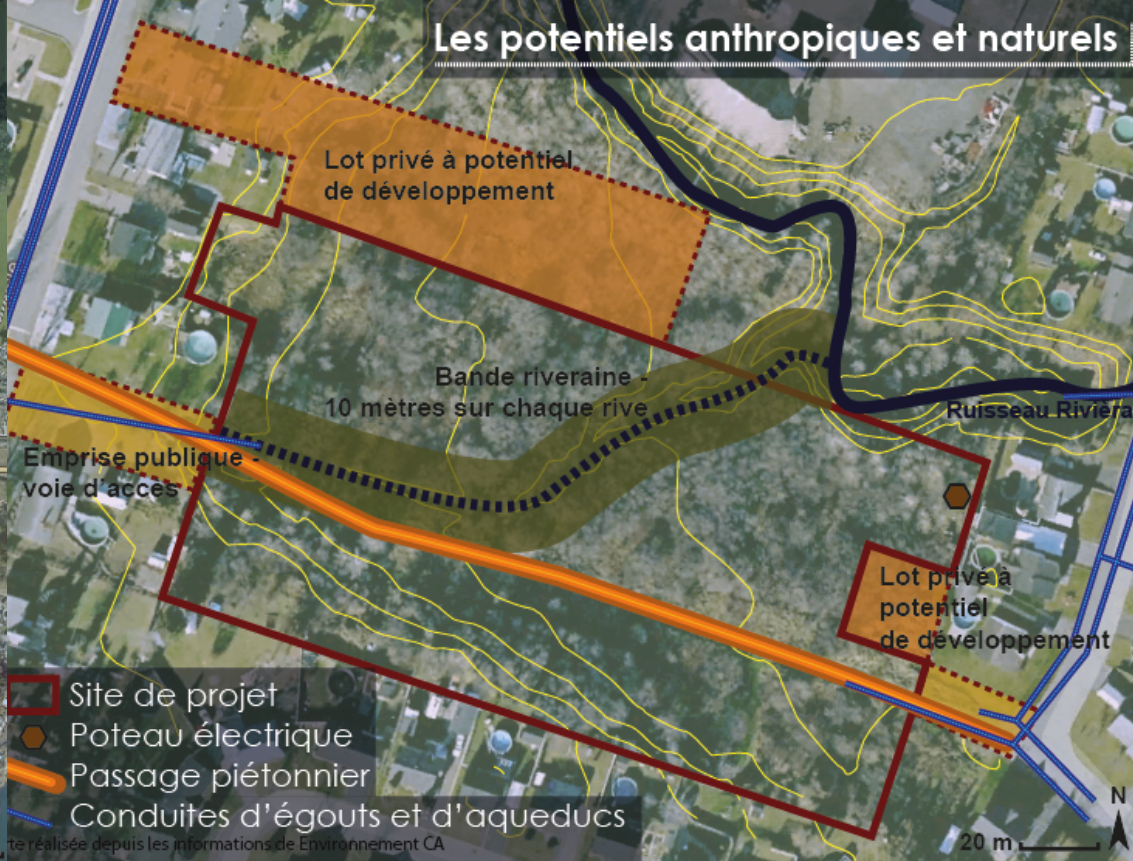 Les potentiels anthropiques et naturels
Lot privé à potentiel
de développement
Bande riveraine -
10 mètres sur chaque rive
Ruisseau Rivièra
Emprise publique -
voie d'accès
Lot privé à
potentiel
de développement
Site de projet
Poteau électrique
Passage piétonnier
Conduites d'égouts et d'aqueducs
N
20 m
te réalisée depuis les informations de Environnement CA